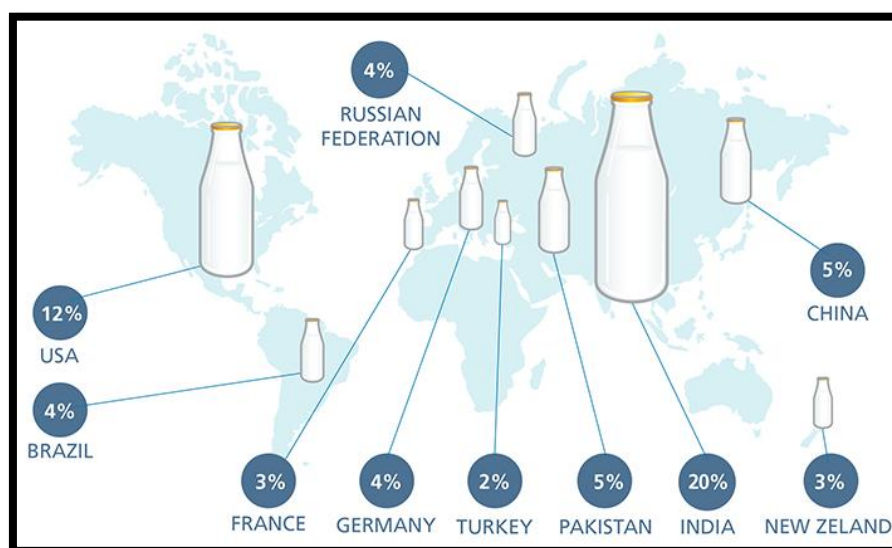 4%
RUSSIAN
FEDERATION
12%
USA
5%
CHINA
4%
BRAZIL
3%
FRANCE
4%
GERMANY
2%
TURKEY
5%
PAKISTAN
20%
INDIA
3%
NEW ZELAND